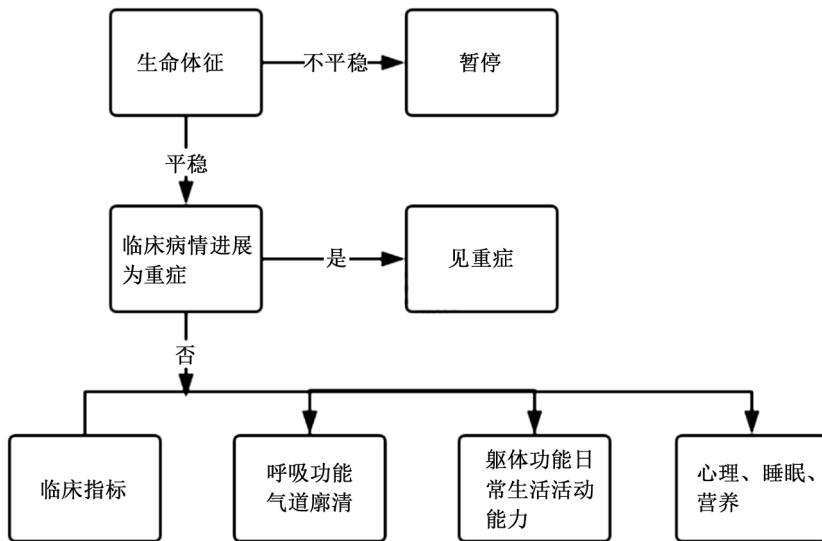 生命体征
不平稳
暂停
平稳
临床病情进展
为重症
是
见重症
否
临床指标
呼吸功能
气道廓清
躯体功能日
常生活活动
能力
心理、睡眠、
营养